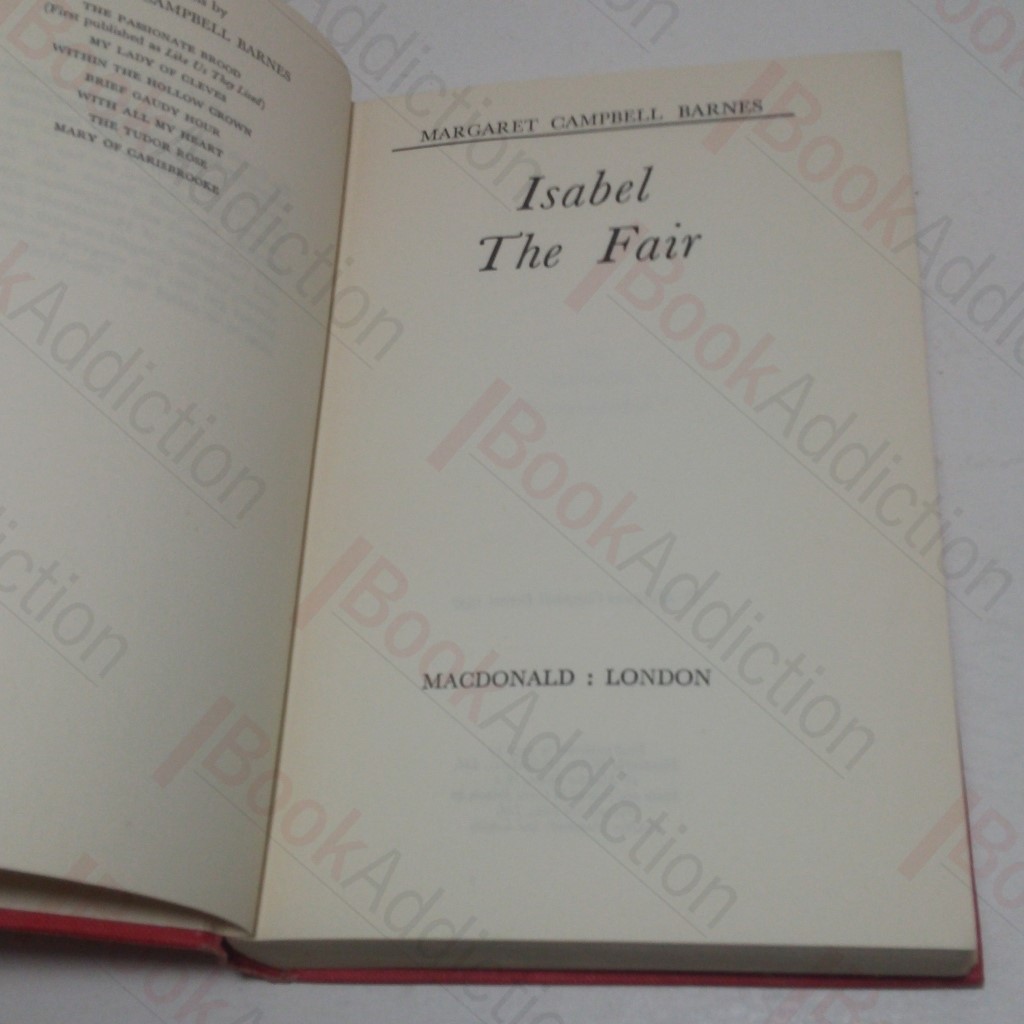 by
CAMPBELL BARNES
THE PASSIONATE BROOD
(First published as Like Us They Lived)
MY LADY OF CLEVES
WITHIN THE HOLLOW CROWN
BRIEF GAUDY HOUR
WITH ALL MY HEART
THE TUDOR ROSE
MARY OF CARISBROOKE
MARGARET CAMPBELL BARNES
Isabel
The Fair
MACDONALD : LONDON
BookAddiction